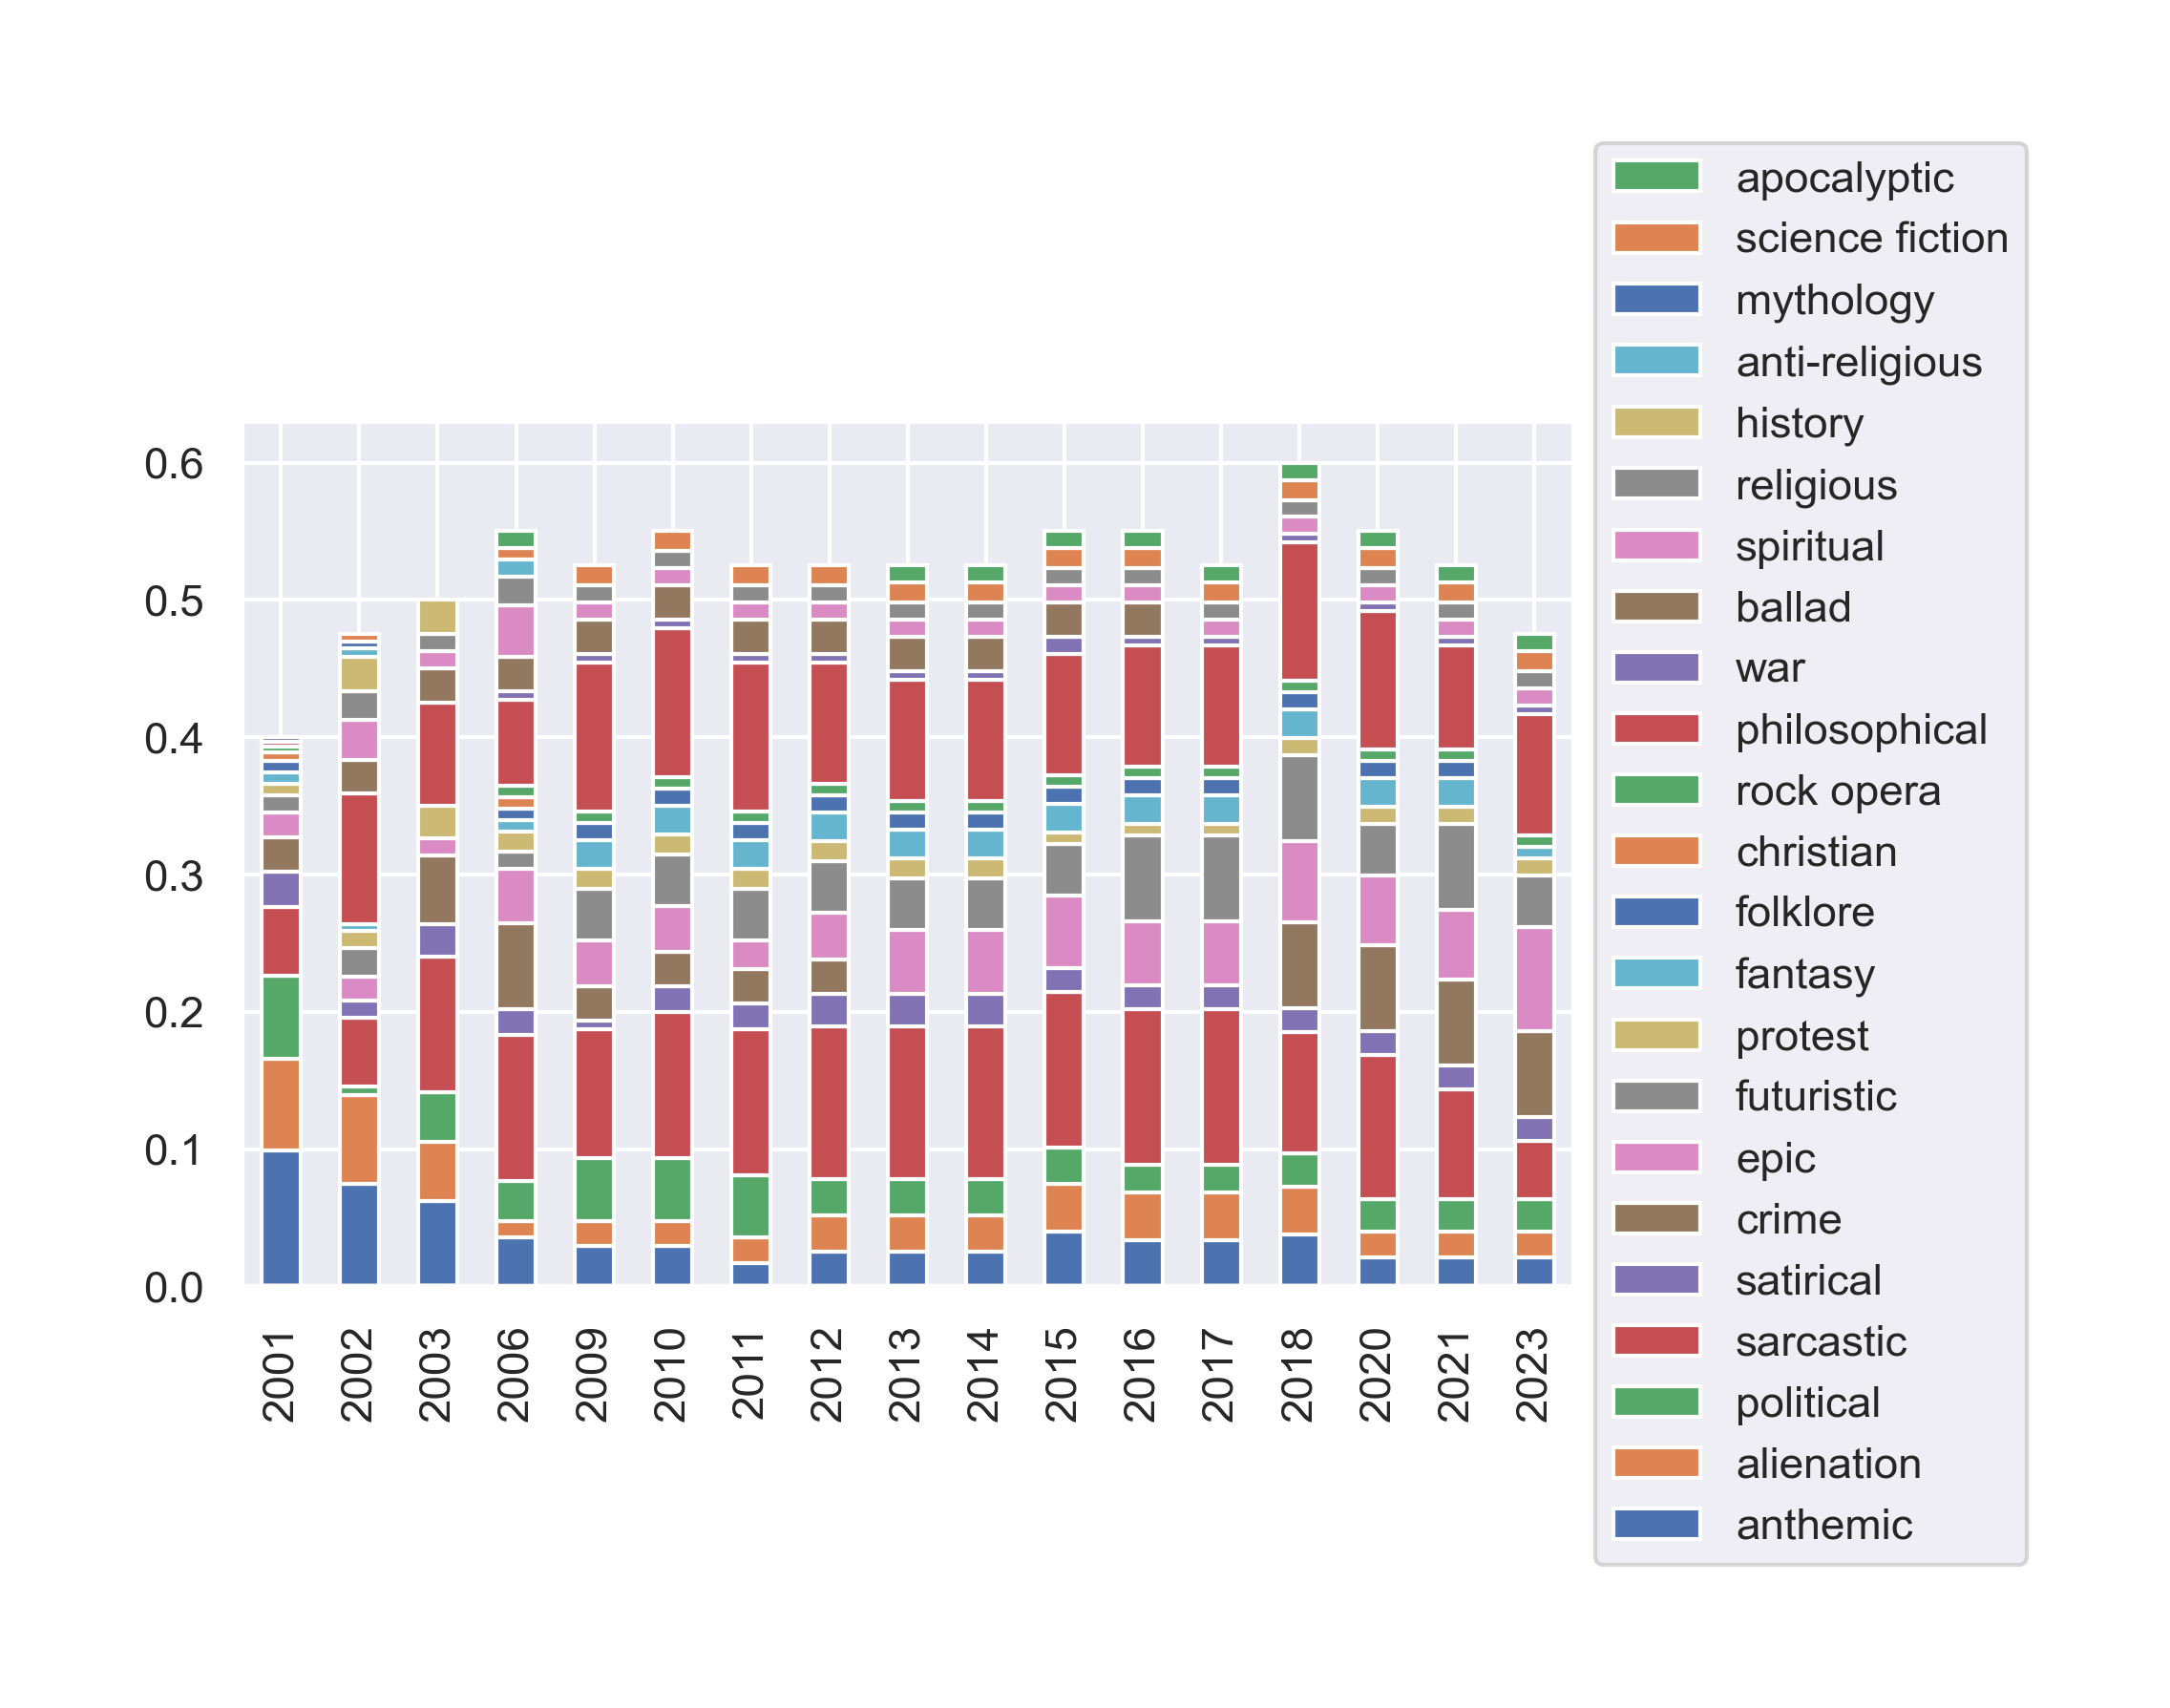 0.6
0.5
0.4
0.3
0.2
0.1
0.0
2001
2002
2003
2006
2009
2010
2011
2012
2013
2014
2015
2016
2017
2018
2020
2021
2023
apocalyptic
science fiction
mythology
anti-religious
history
religious
spiritual
ballad
war
philosophical
rock opera
christian
folklore
fantasy
protest
futuristic
epic
crime
satirical
sarcastic
political
alienation
anthemic